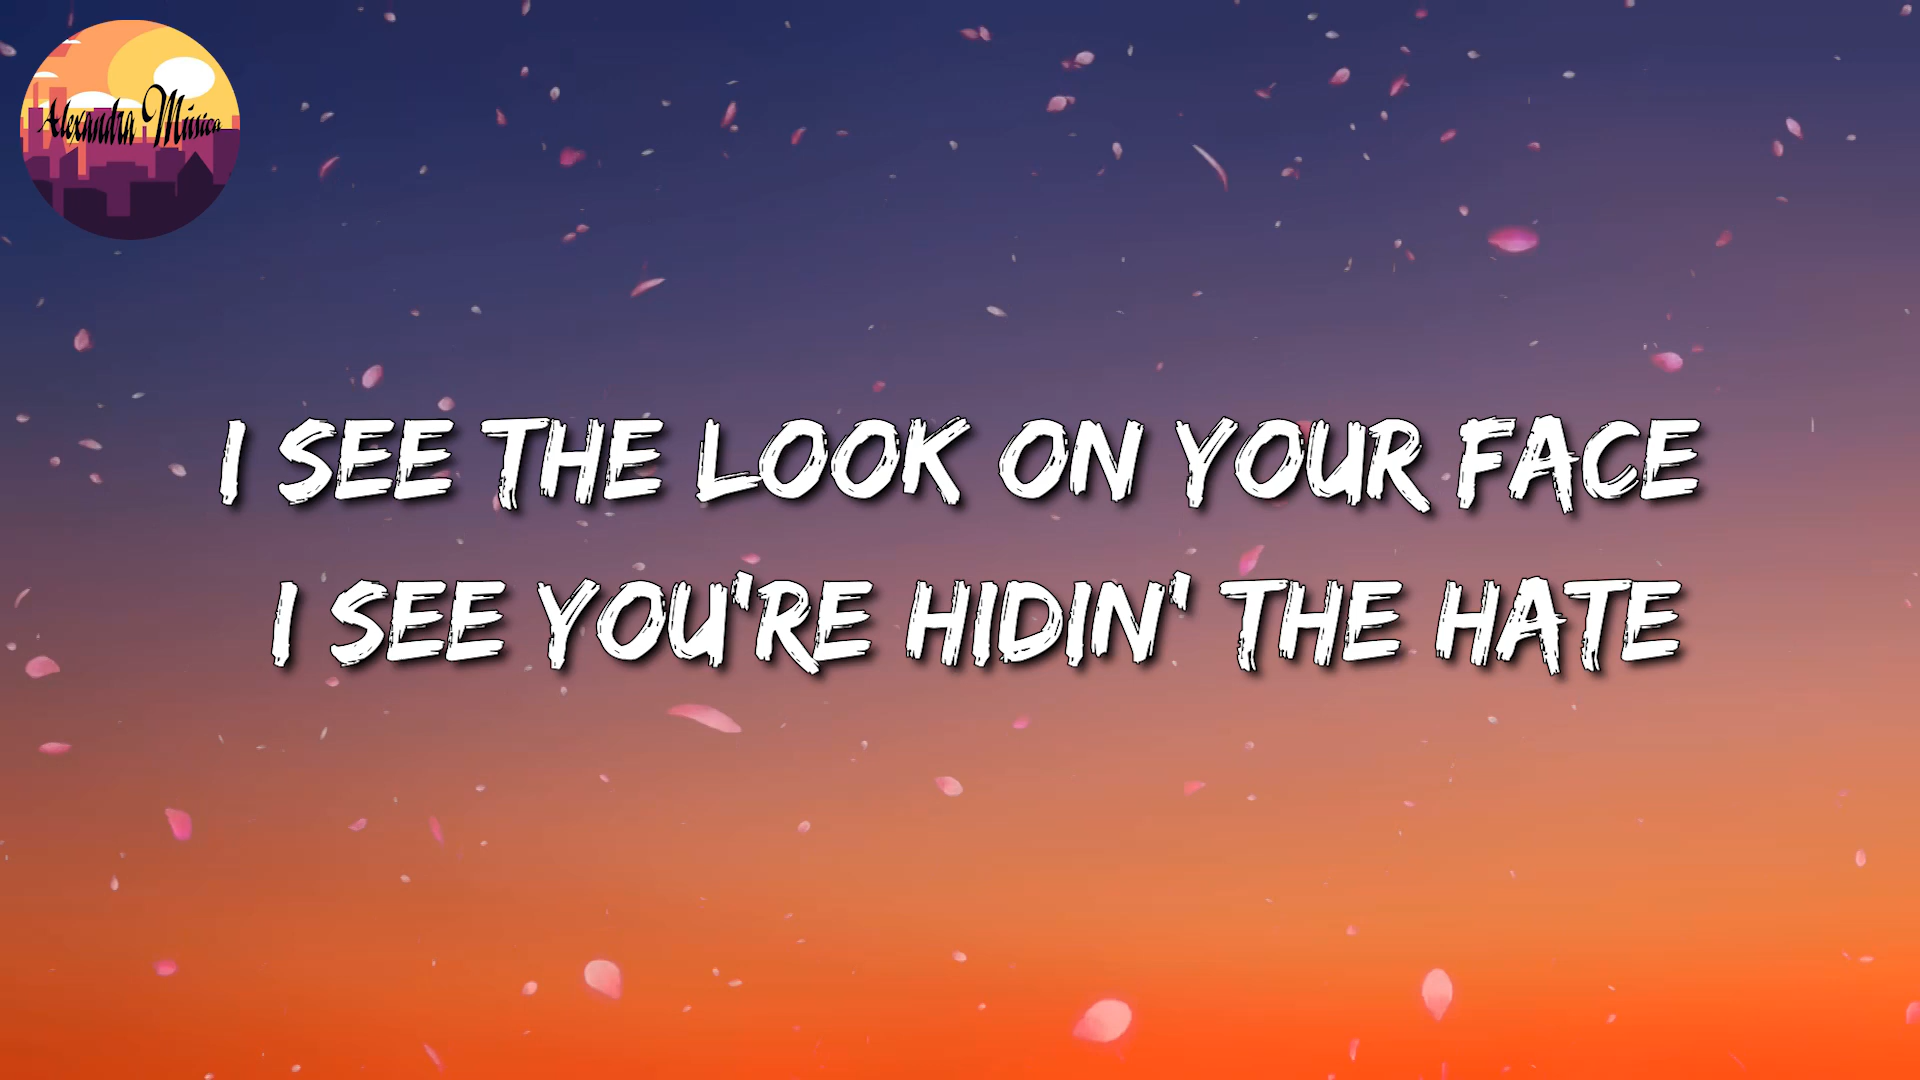 Alexandra Música
I SEE THE LOOK ON YOUR FACE
I SEE YOU'RE HIDIN' THE HATE